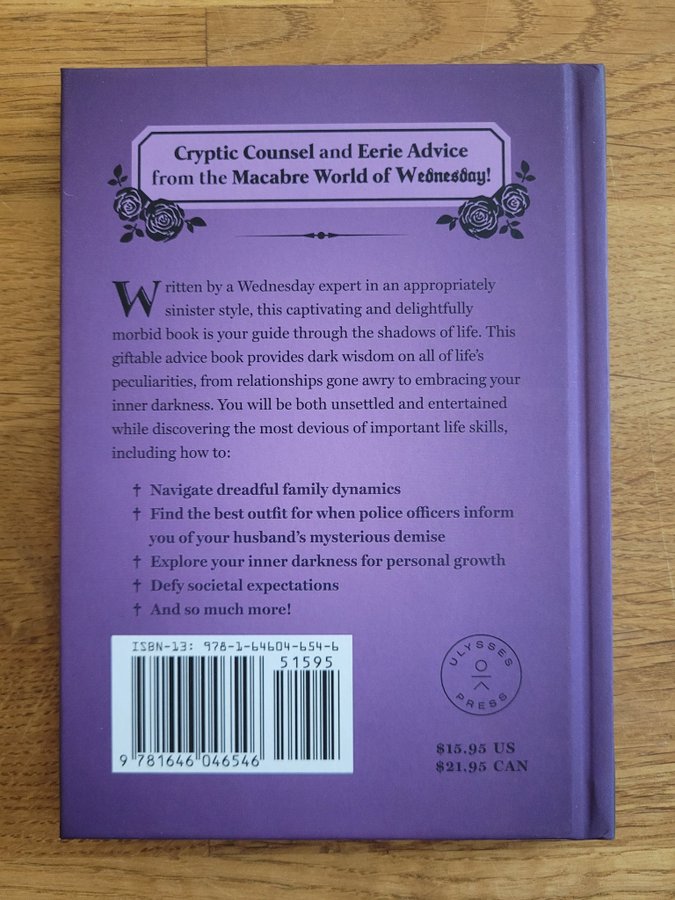 Cryptic Counsel and Eerie Advice
from the Macabre World of Wednesday!
Written by a Wednesday expert in an appropriately
sinister style, this captivating and delightfully
morbid book is your guide through the shadows of life. This
giftable advice book provides dark wisdom on all of life's
peculiarities, from relationships gone awry to embracing your
inner darkness. You will be both unsettled and entertained
while discovering the most devious of important life skills,
including how to:
† Navigate dreadful family dynamics
† Find the best outfit for when police officers inform
you of your husband's mysterious demise
† Explore your inner darkness for personal growth
† Defy societal expectations
† And so much more!
ISBN-13: 978-1-64604-654-6
51595
9 781646 046546
ULYSSES
PRESS
$15.95 US
$21.95 CAN